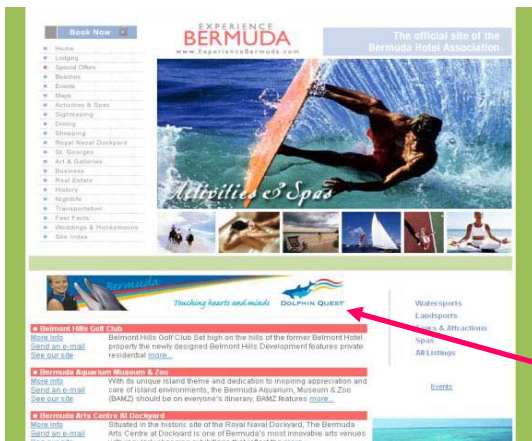 Book Now
Home
Lodging
Special Offers
Beaches
Events
Maps
Activities & Spas
Sightseeing
Dining
Shopping
Royal Naval Dockyard
St. Georges
Art & Galleries
Business
Real Estate
History
Nightlife
Transportation
Fast Facts
Weddings & Honeymoons
Site Index
EXPERIENCE
BERMUDA
www.ExperienceBermuda.com
The official site of the
Bermuda Hotel Association
Activities & Spas
Bermuda
Touching hearts and minds
DOLPHIN QUEST
Watersports
Landsports
Tours & Attractions
Spas
All Listings
Events
Belmont Hills Golf Club
More Info
Send an e-mail
See our site
Belmont Hills Golf Club Set high on the hills of the former Belmont Hotel
property the newly designed Belmont Hills Development features private
residential more...
Bermuda Aquarium Museum & Zoo
More Info
Send an e-mail
See our site
With its unique island theme and dedication to inspiring appreciation and
care of island environments, the Bermuda Aquarium, Museum & Zoo
(BAMZ) should be on everyone's itinerary. BAMZ features more...
Bermuda Arts Centre At Dockyard
More Info
Send an e-mail
Situated in the historic site of the Royal Naval Dockyard, The Bermuda
Arts Centre at Dockyard is one of Bermuda's most innovative arts venues